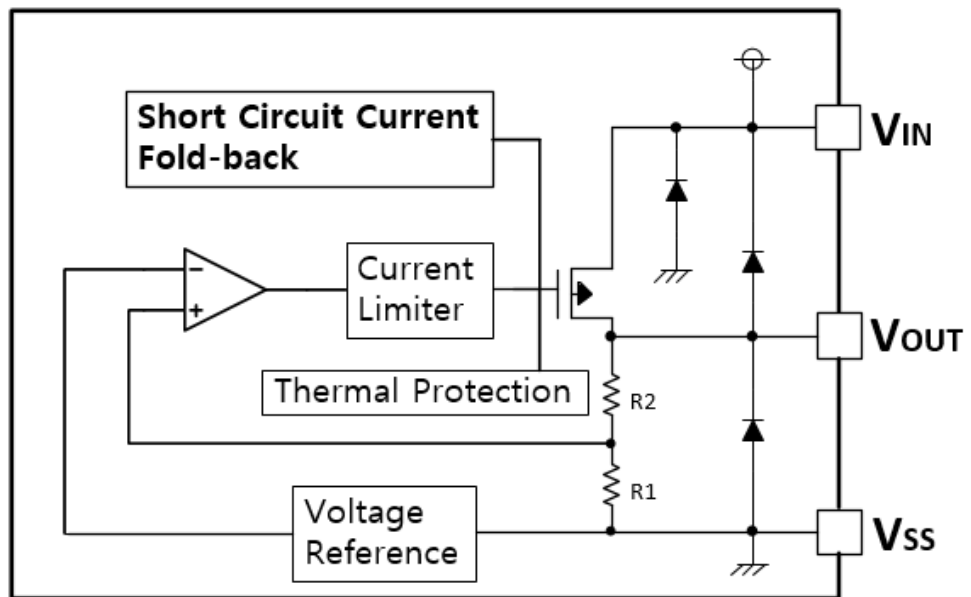 Short Circuit Current
Fold-back
VIN
−
+
Current
Limiter
VOUT
Thermal Protection
R2
R1
Voltage
Reference
VSS